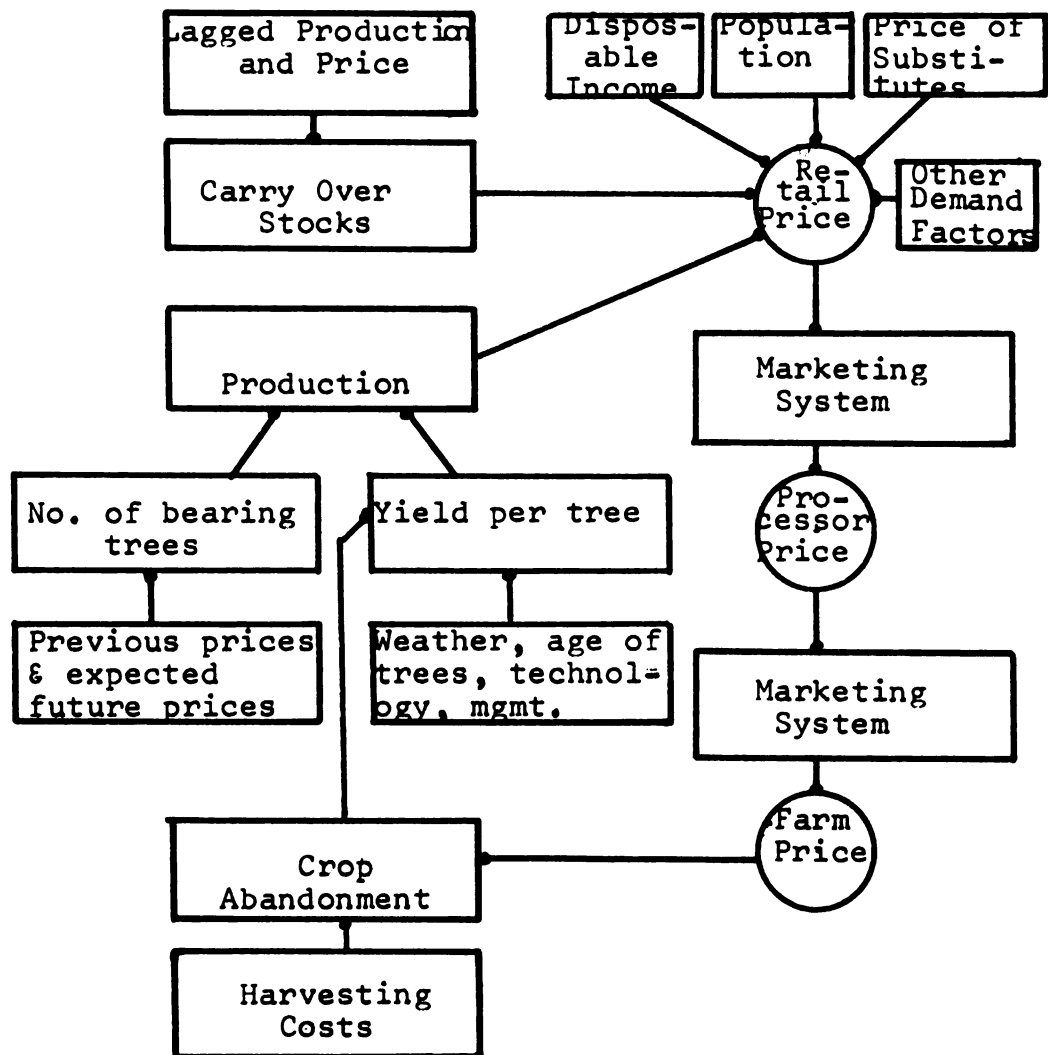 Lagged Production
and Price
Dispos-
able
Income
Popula-
tion
Price of
Substi-
tutes
Carry Over
Stocks
Re-
tail
Price
Other
Demand
Factors
Production
Marketing
System
No. of bearing
trees
Yield per tree
Pro-
cessor
Price
Previous prices
& expected
future prices
Weather, age of
trees, technol-
ogy, mgmt.
Marketing
System
Farm
Price
Crop
Abandonment
Harvesting
Costs